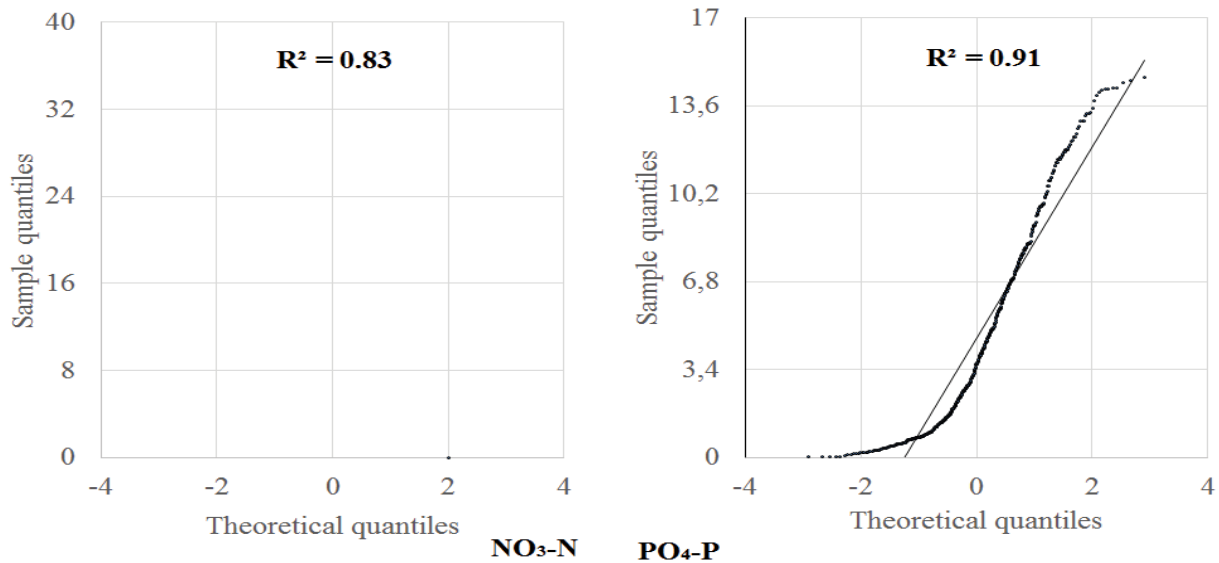 40
32
24
16
8
0
Sample quantiles
R² = 0.83
-4
-2
0
2
4
Theoretical quantiles
NO₃-N
17
13,6
10,2
6,8
3,4
0
Sample quantiles
R² = 0.91
-4
-2
0
2
4
Theoretical quantiles
PO₄-P